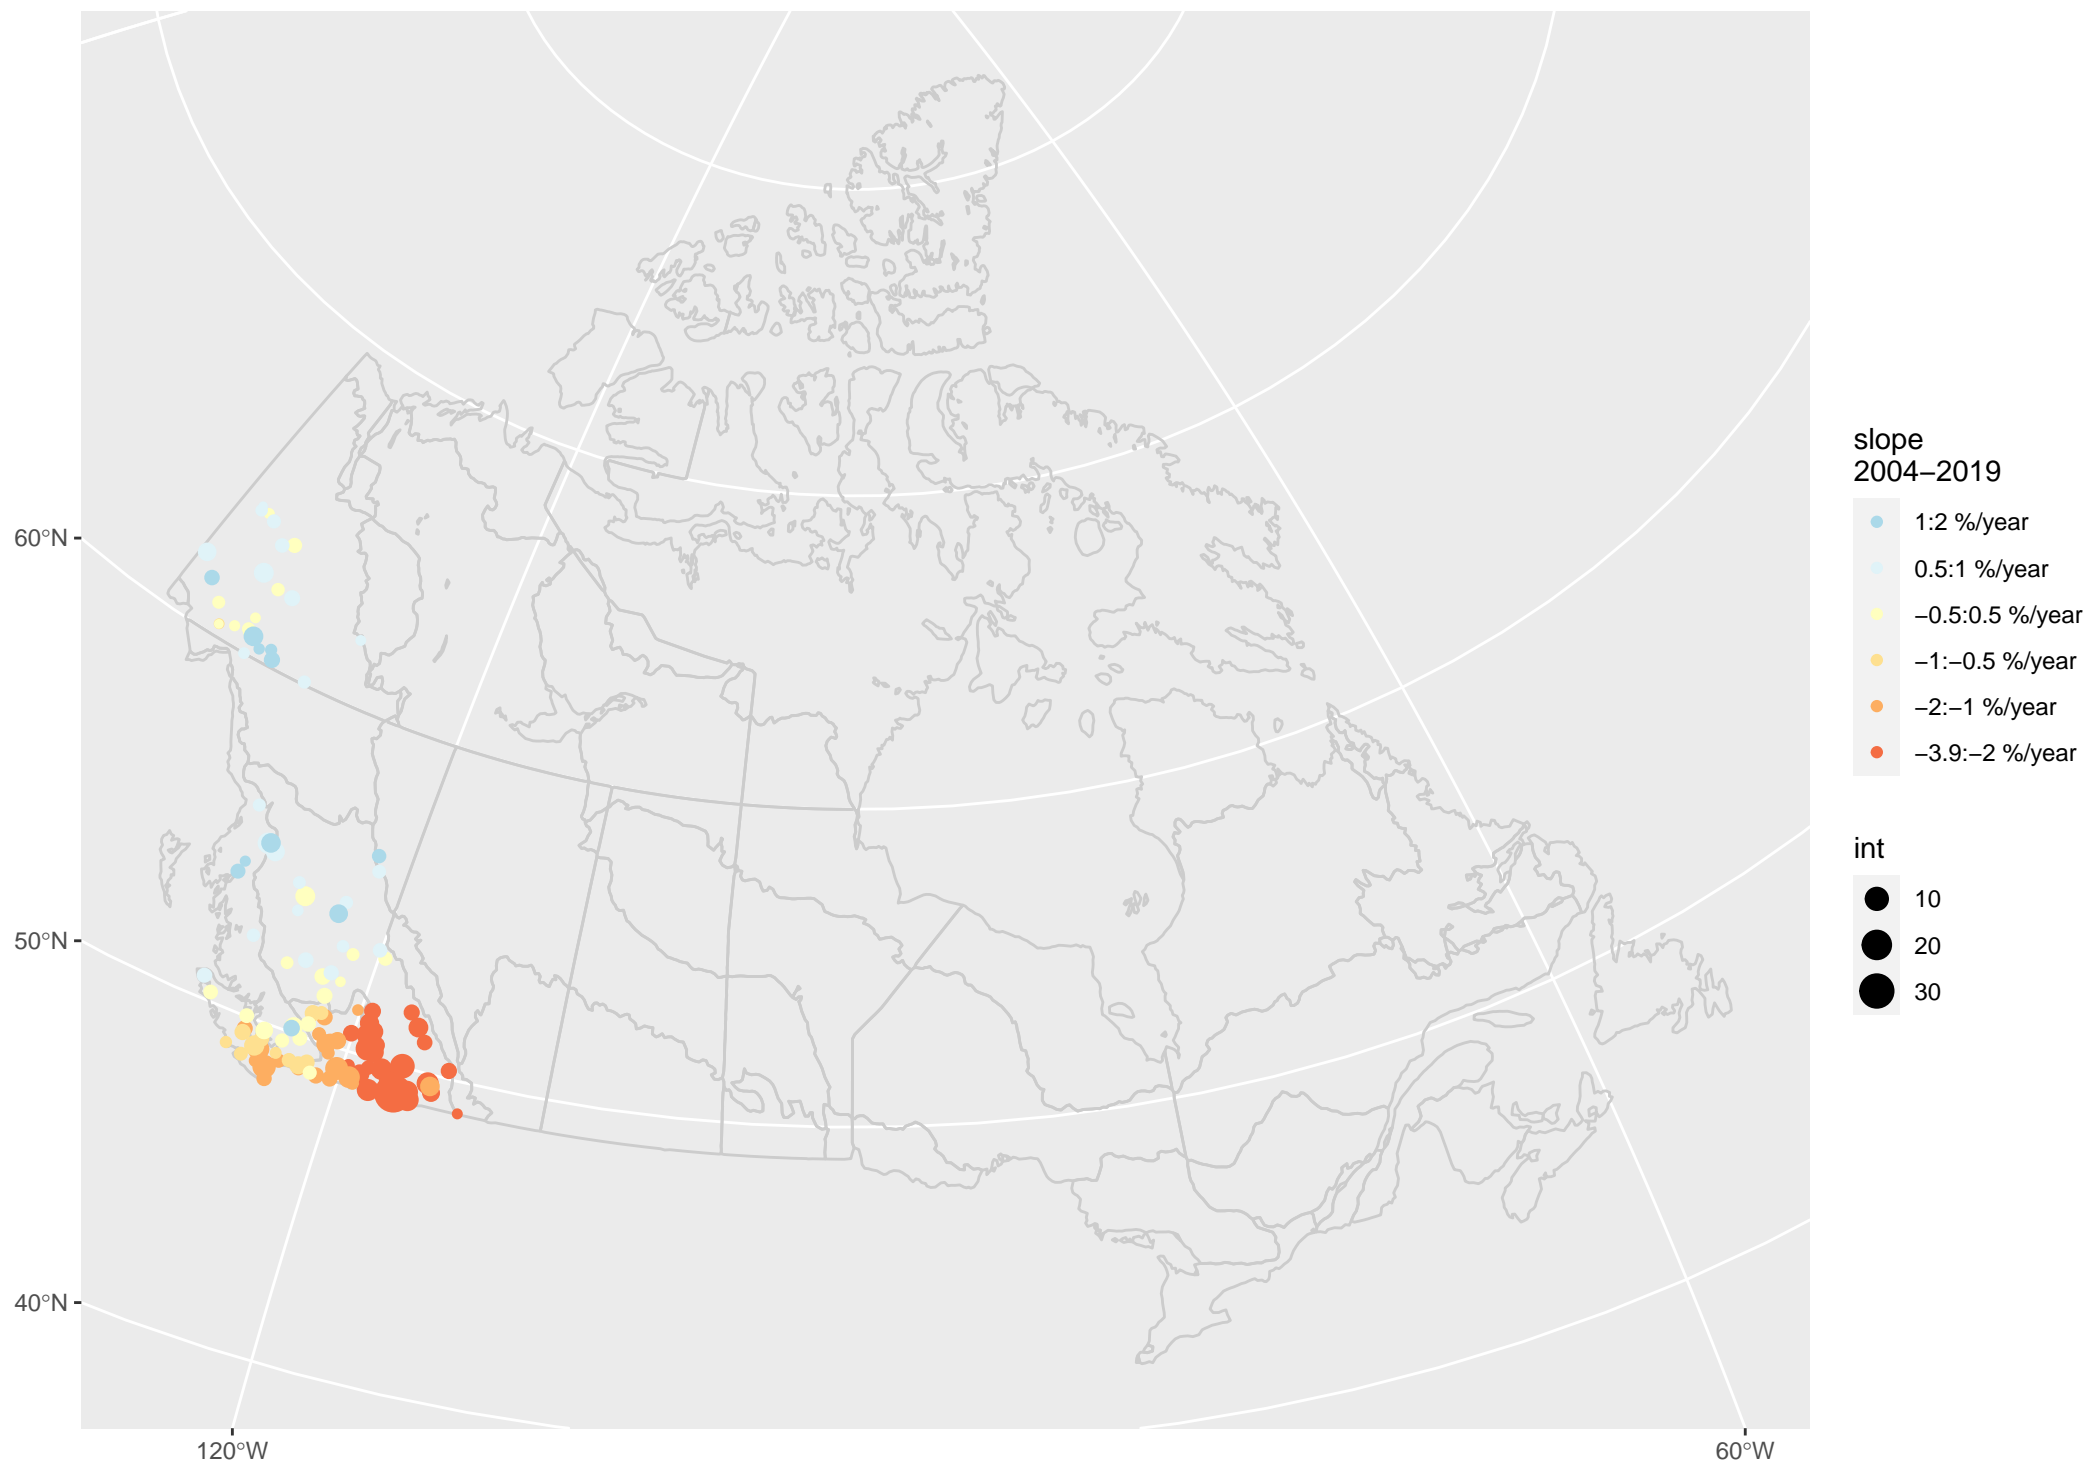 60°N
50°N
40°N
120°W
60°W
slope
2004−2019
1:2 %/year
0.5:1 %/year
−0.5:0.5 %/year
−1:−0.5 %/year
−2:−1 %/year
−3.9:−2 %/year
int
10
20
30